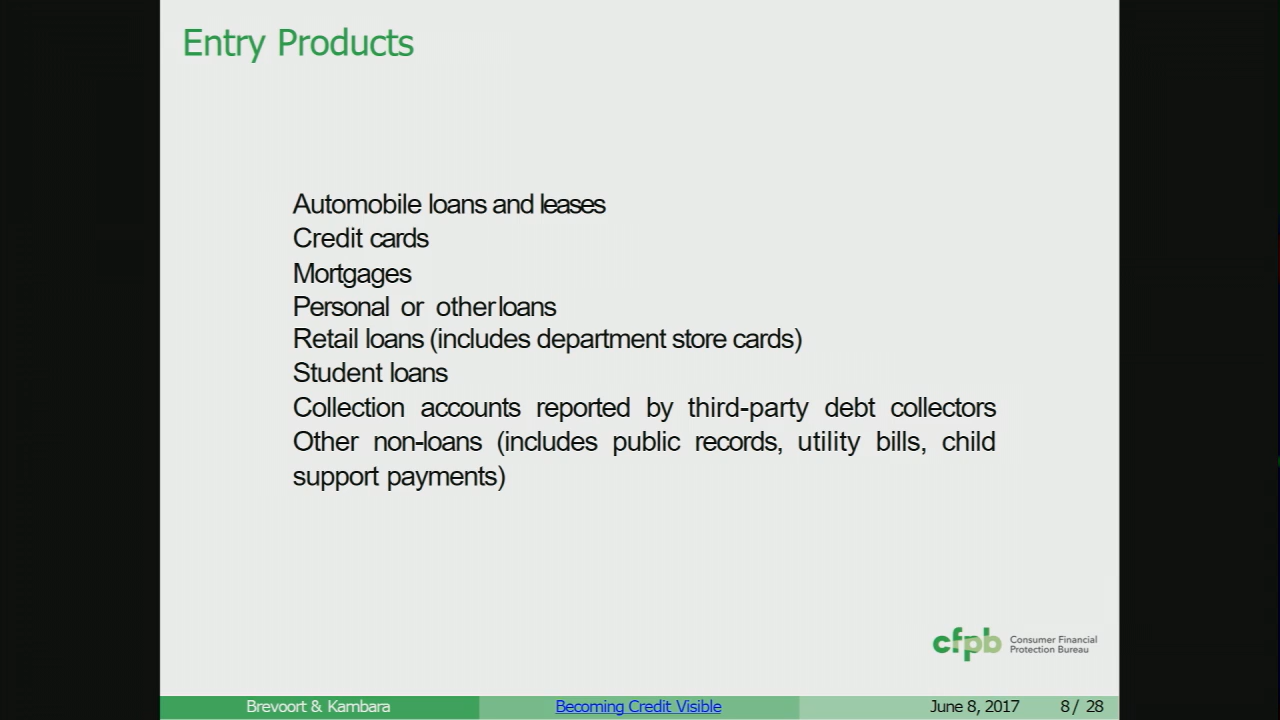 Entry Products
Automobile loans and leases
Credit cards
Mortgages
Personal or other loans
Retail loans (includes department store cards)
Student loans
Collection accounts reported by third-party debt collectors
Other non-loans (includes public records, utility bills, child
support payments)
cfpb Consumer Financial
Protection Bureau
Brevoort & Kambara Becoming Credit Visible June 8, 2017 8 / 28